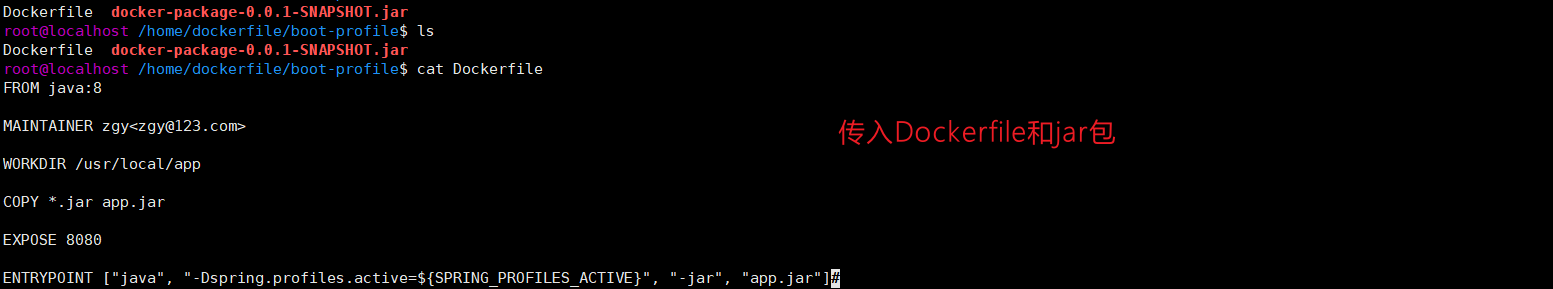 Dockerfile  docker-package-0.0.1-SNAPSHOT.jar
root@localhost /home/dockerfile/boot-profile$ ls
Dockerfile  docker-package-0.0.1-SNAPSHOT.jar
root@localhost /home/dockerfile/boot-profile$ cat Dockerfile
FROM java:8
MAINTAINER zgy<zgy@123.com>
传入Dockerfile和jar包
WORKDIR /usr/local/app
COPY *.jar app.jar
EXPOSE 8080
ENTRYPOINT ["java", "-Dspring.profiles.active=${SPRING_PROFILES_ACTIVE}", "-jar", "app.jar"]#